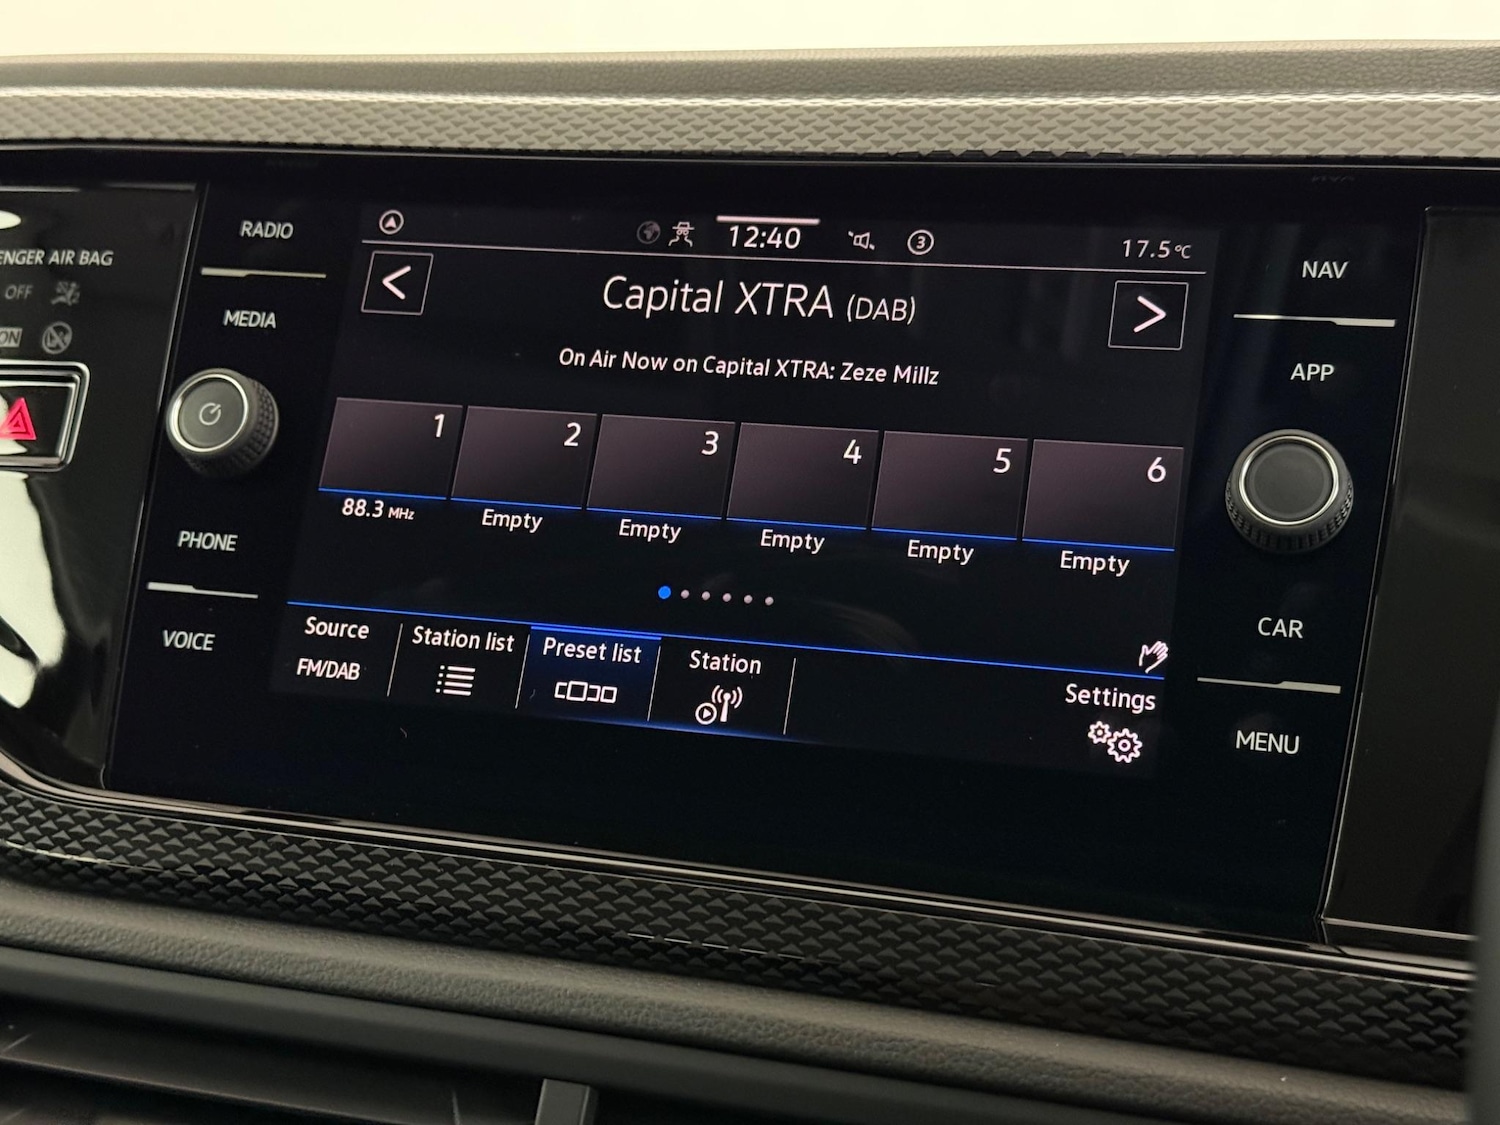 ENGER AIR BAG
OFF
ON
RADIO
MEDIA
PHONE
VOICE
12:40
3
17.5°C
Capital XTRA (DAB)
On Air Now on Capital XTRA: Zeze Millz
1 2 3 4 5 6
88.3 MHz Empty Empty Empty Empty Empty
Source Station list Preset list Station
FM/DAB
Settings
NAV
APP
CAR
MENU